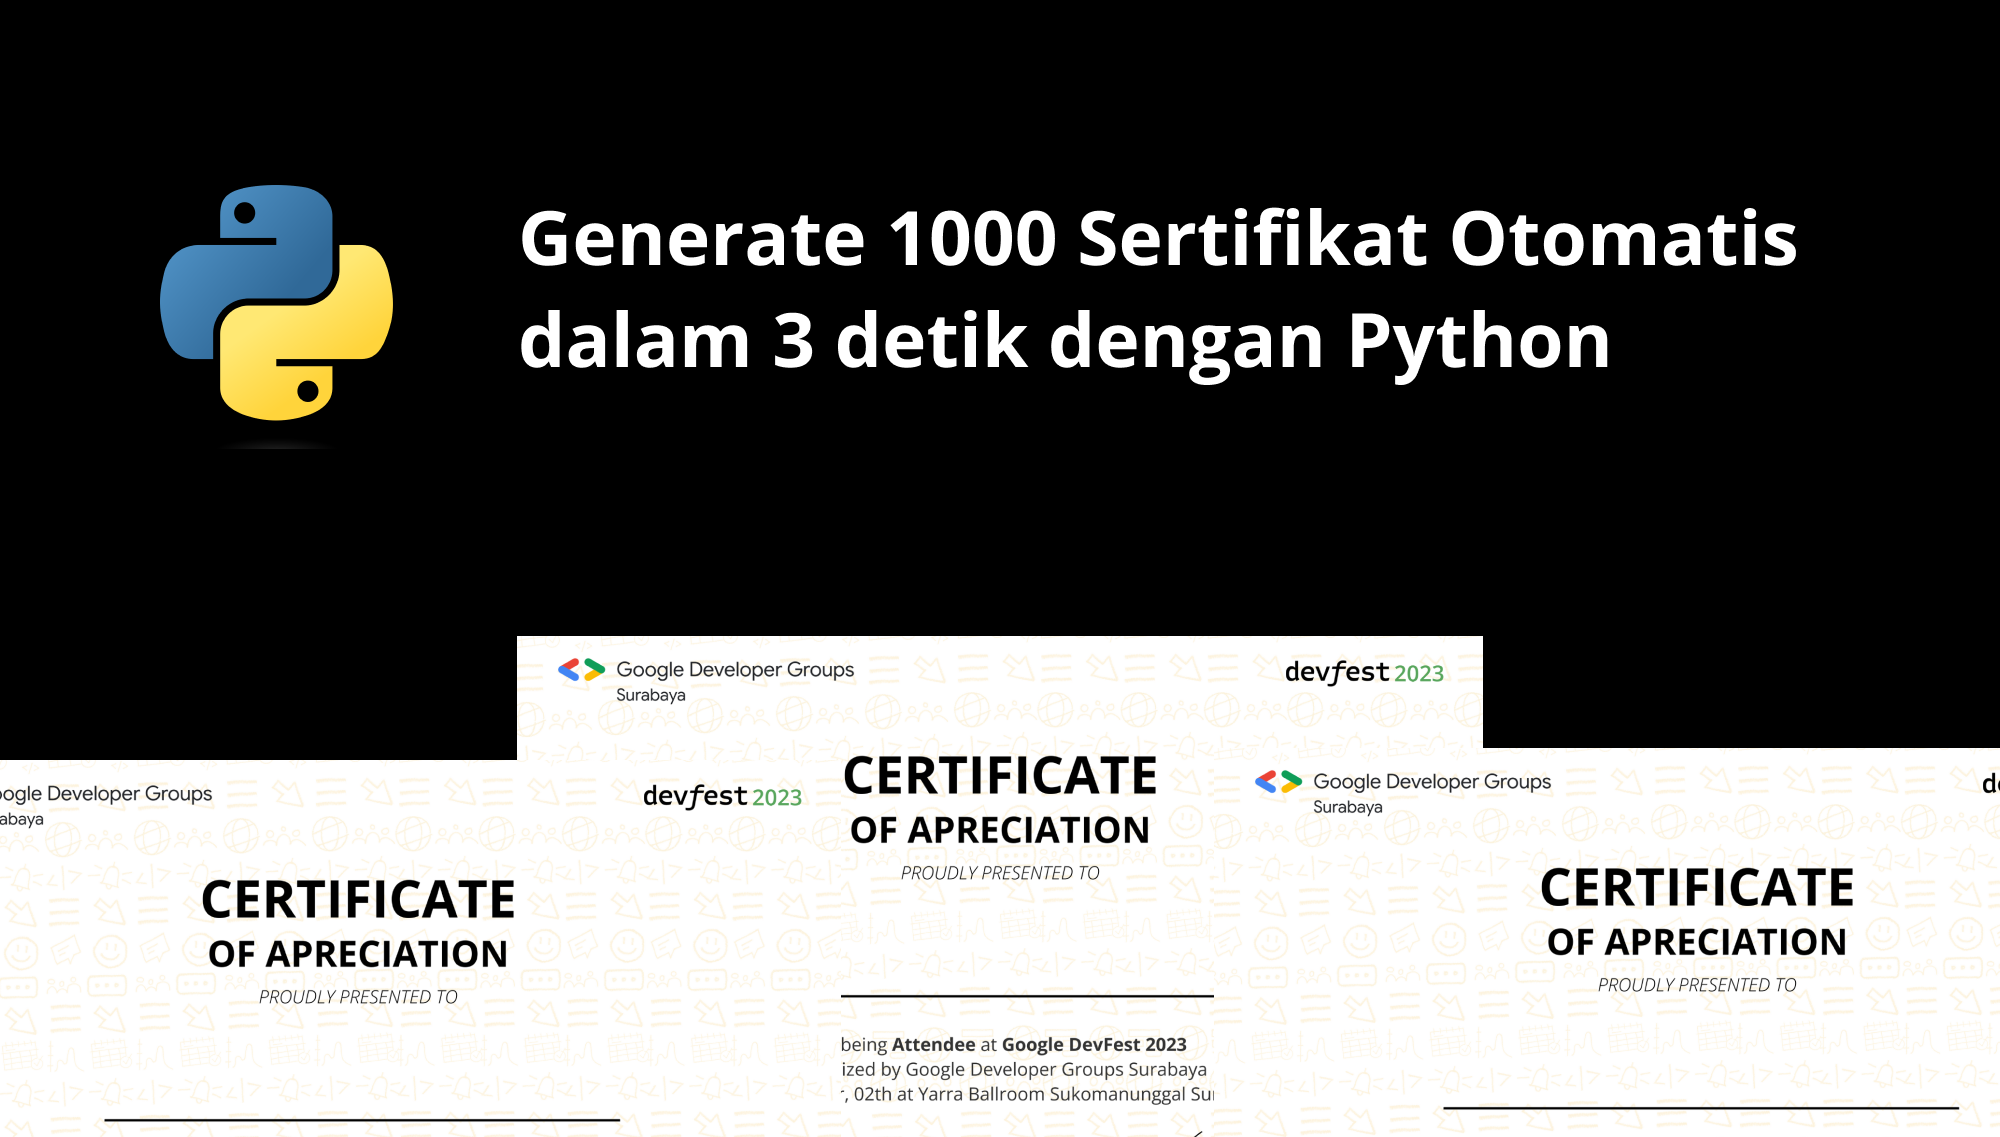 Generate 1000 Sertifikat Otomatis
dalam 3 detik dengan Python
Google Developer Groups
Surabaya
devfest 2023
CERTIFICATE
OF APRECIATION
PROUDLY PRESENTED TO
being Attendee at Google DevFest 2023
ized by Google Developer Groups Surabaya
, 02th at Yarra Ballroom Sukomanunggal Su
ogle Developer Groups
abaya
devfest 2023
CERTIFICATE
OF APRECIATION
PROUDLY PRESENTED TO
Google Developer Groups
Surabaya
d
CERTIFICATE
OF APRECIATION
PROUDLY PRESENTED TO